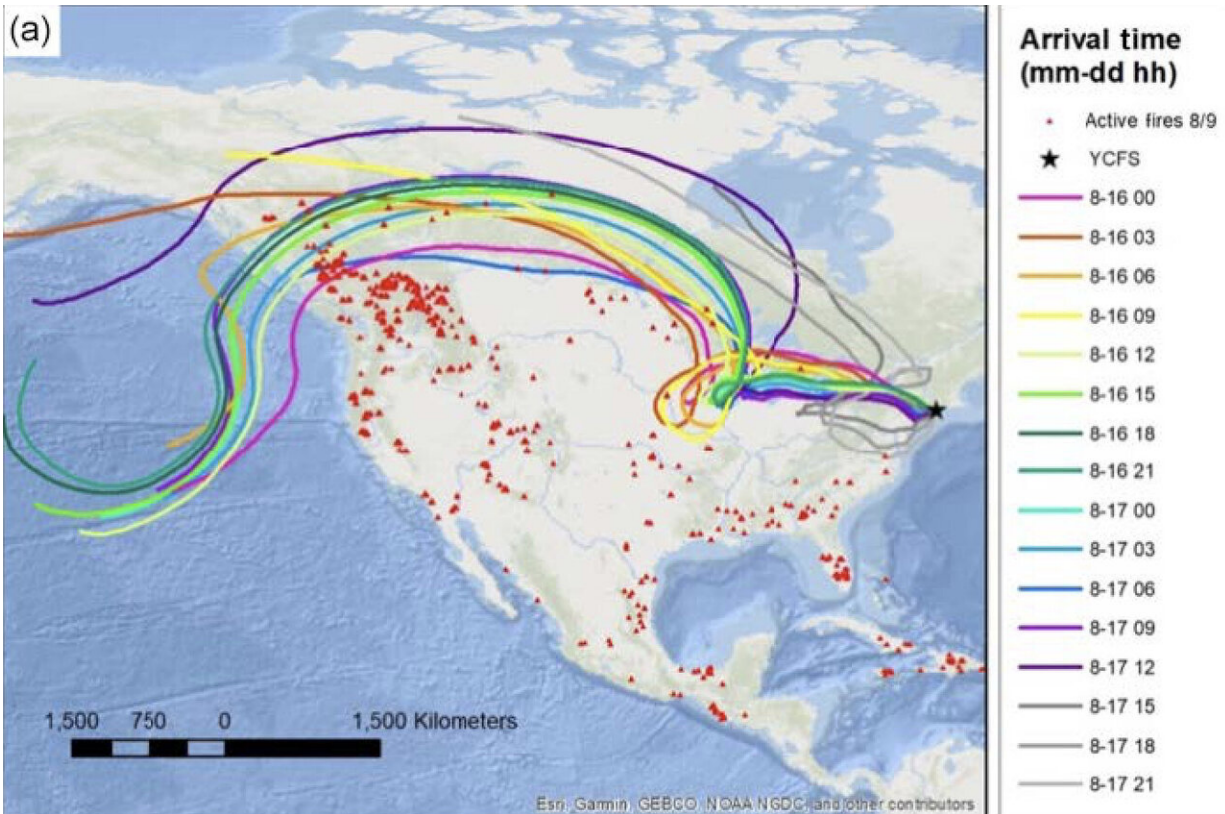 (a)
Arrival time
(mm-dd hh)
Active fires 8/9
YCFS
8-16 00
8-16 03
8-16 06
8-16 09
8-16 12
8-16 15
8-16 18
8-16 21
8-17 00
8-17 03
8-17 06
8-17 09
8-17 12
8-17 15
8-17 18
8-17 21
1,500 750 0 1,500 Kilometers
Esri, Garmin, GEBCO, NOAA NGDC, and other contributors